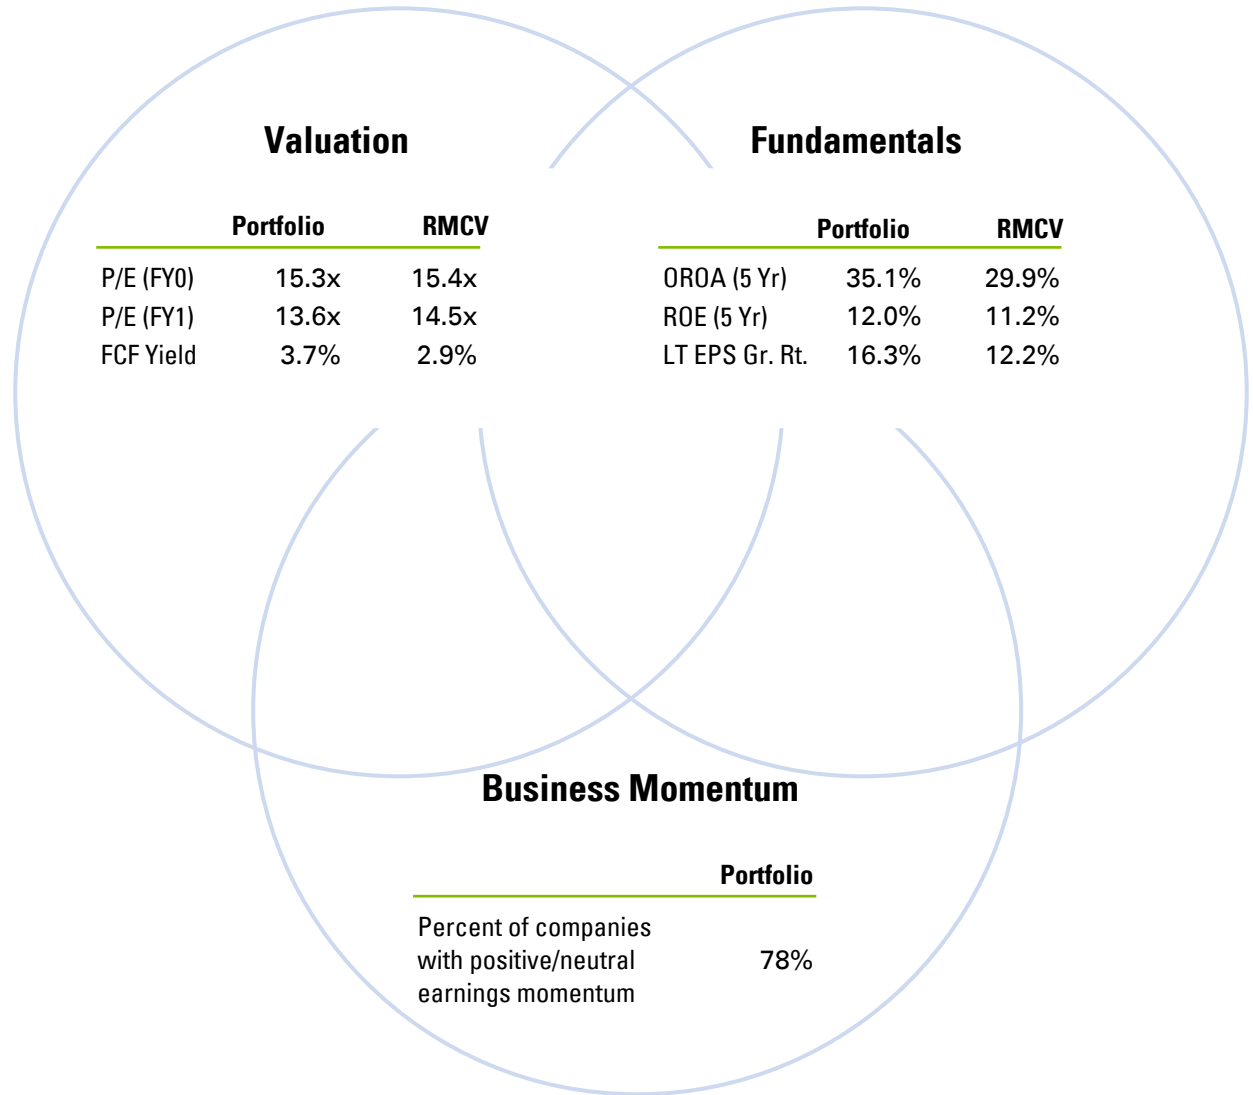 Valuation
Portfolio RMCV
P/E (FY0) 15.3x 15.4x
P/E (FY1) 13.6x 14.5x
FCF Yield 3.7% 2.9%
Fundamentals
Portfolio RMCV
OROA (5 Yr) 35.1% 29.9%
ROE (5 Yr) 12.0% 11.2%
LT EPS Gr. Rt. 16.3% 12.2%
Business Momentum
Portfolio
Percent of companies
with positive/neutral 78%
earnings momentum